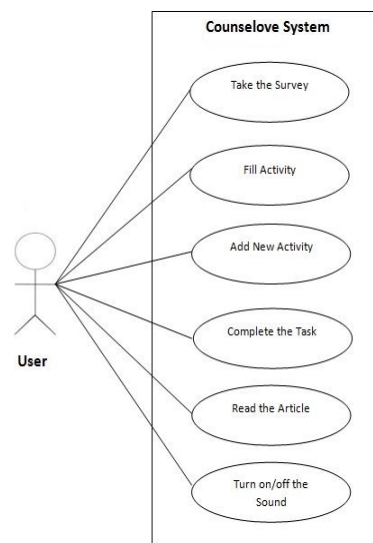 Counselove System
Take the Survey
Fill Activity
Add New Activity
Complete the Task
User
Read the Article
Turn on/off the
Sound